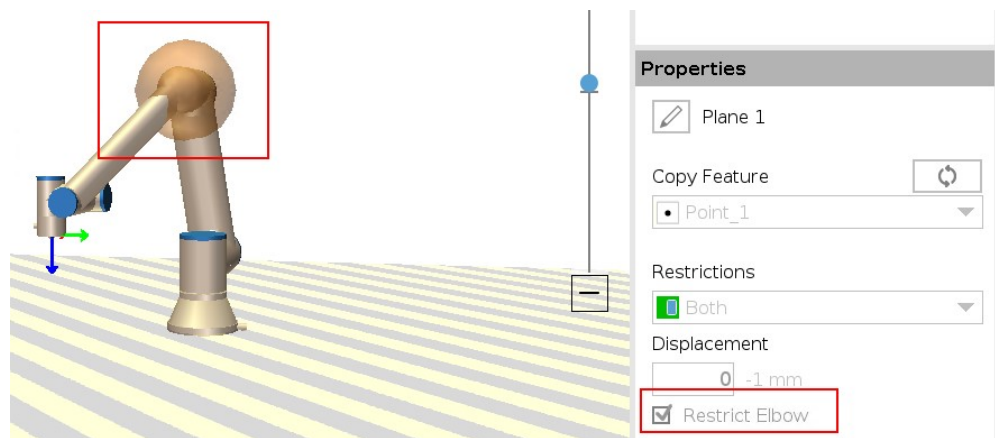 Properties
Plane 1
Copy Feature
Point_1
Restrictions
Both
Displacement
0 -1 mm
Restrict Elbow